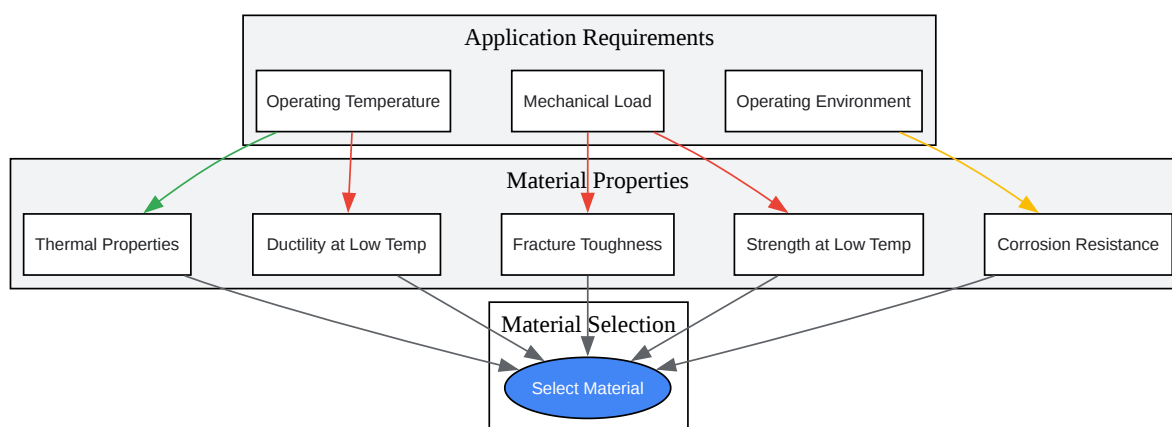 Application Requirements
Operating Temperature
Mechanical Load
Operating Environment
Material Properties
Thermal Properties
Ductility at Low Temp
Fracture Toughness
Strength at Low Temp
Corrosion Resistance
Material Selection
Select Material